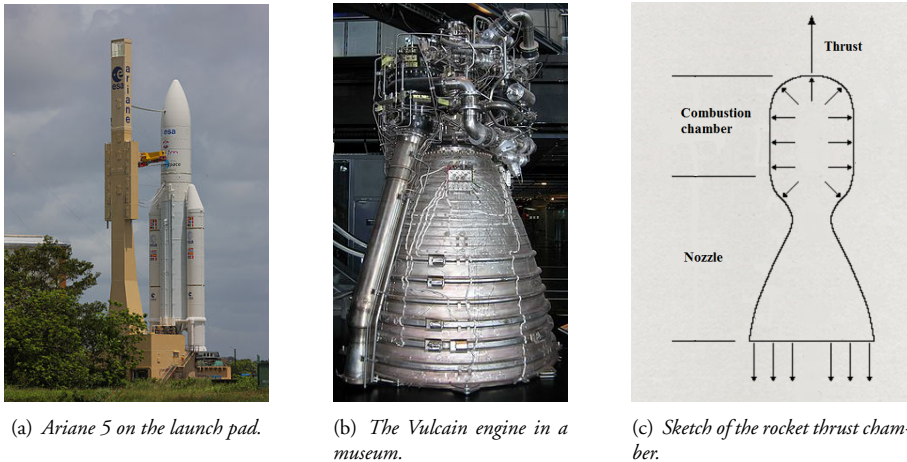 esa
ariane
esa
Thrust
Combustion
chamber
Nozzle
(a) Ariane 5 on the launch pad.
(b) The Vulcain engine in a
museum.
(c) Sketch of the rocket thrust cham-
ber.